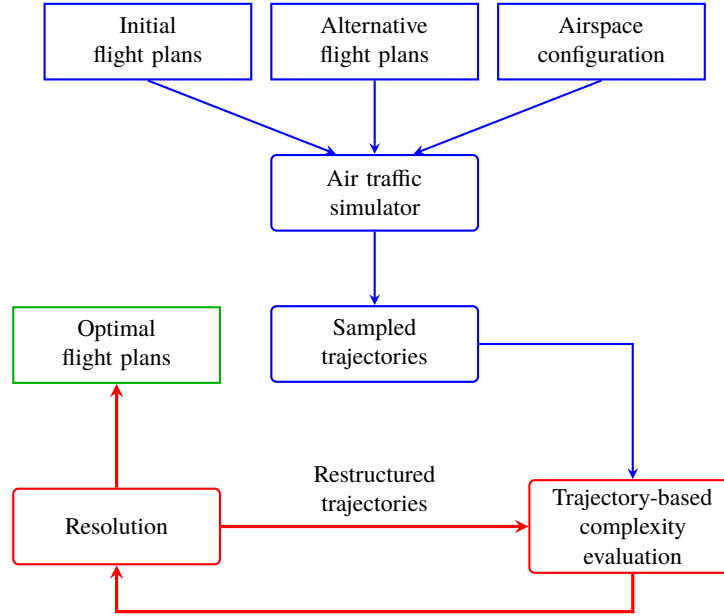 Initial
flight plans
Alternative
flight plans
Airspace
configuration
Air traffic
simulator
Optimal
flight plans
Sampled
trajectories
Restructured
trajectories
Resolution
Trajectory-based
complexity
evaluation